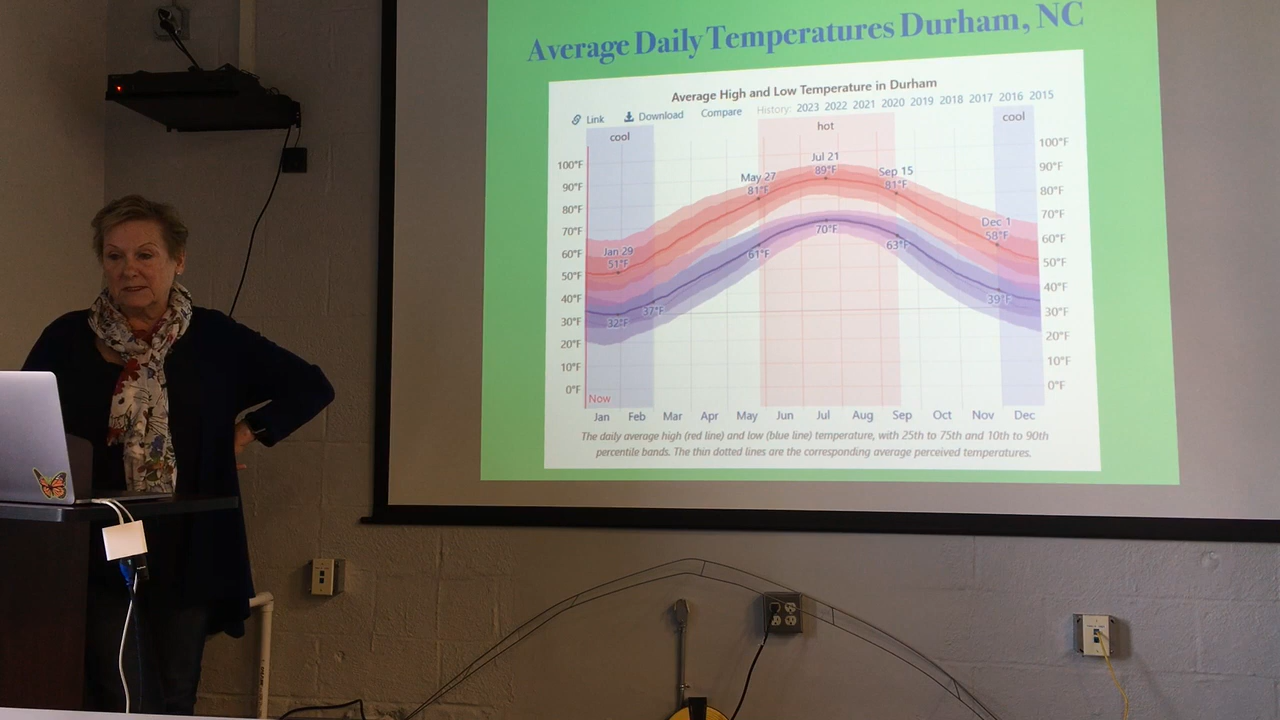 Average Daily Temperatures Durham, NC
Average High and Low Temperature in Durham
Link Download Compare History: 2023 2022 2021 2020 2019 2018 2017 2016 2015
cool hot cool
100°F 90°F 80°F 70°F 60°F 50°F 40°F 30°F 20°F 10°F 0°F
Jan 29
51°F
May 27
81°F
Jul 21
89°F
Sep 15
81°F
Dec 1
58°F
32°F 37°F 61°F 70°F 63°F 39°F
100°F 90°F 80°F 70°F 60°F 50°F 40°F 30°F 20°F 10°F 0°F
Now
Jan Feb Mar Apr May Jun Jul Aug Sep Oct Nov Dec
The daily average high (red line) and low (blue line) temperature, with 25th to 75th and 10th to 90th
percentile bands. The thin dotted lines are the corresponding average perceived temperatures.